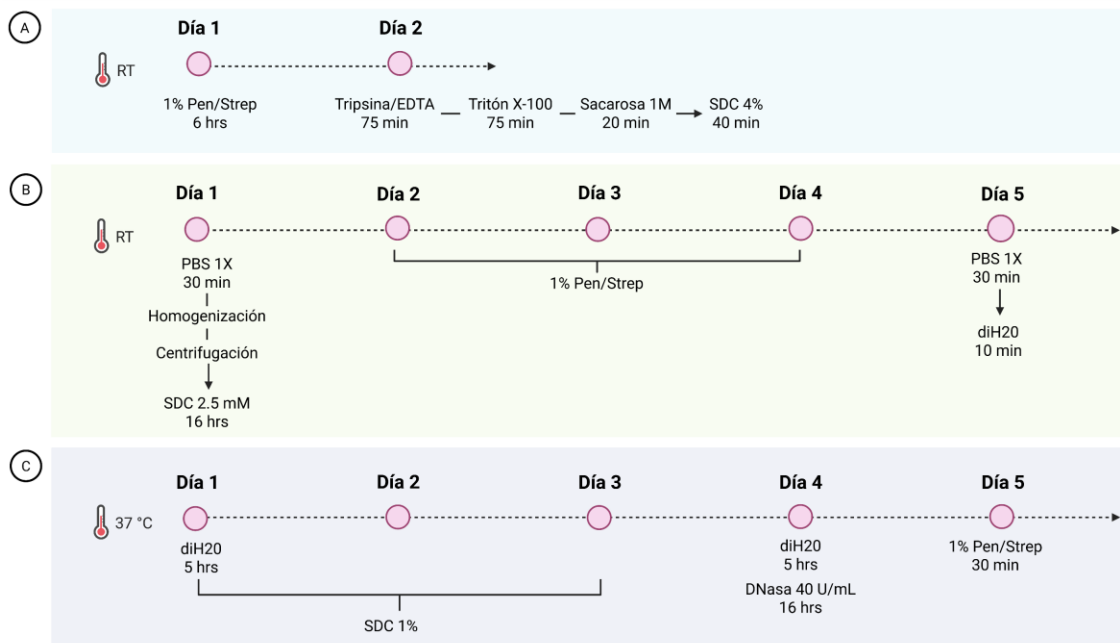 A
Día 1
Día 2
RT
1% Pen/Strep
6 hrs
Tripsina/EDTA
75 min
Tritón X-100
75 min
Sacarosa 1M
20 min
SDC 4%
40 min
B
Día 1
Día 2
Día 3
Día 4
Día 5
RT
PBS 1X
30 min
Homogenización
Centrifugación
SDC 2.5 mM
16 hrs
1% Pen/Strep
PBS 1X
30 min
diH20
10 min
C
Día 1
Día 2
Día 3
Día 4
Día 5
37 °C
diH20
5 hrs
SDC 1%
diH20
5 hrs
DNasa 40 U/mL
16 hrs
1% Pen/Strep
30 min